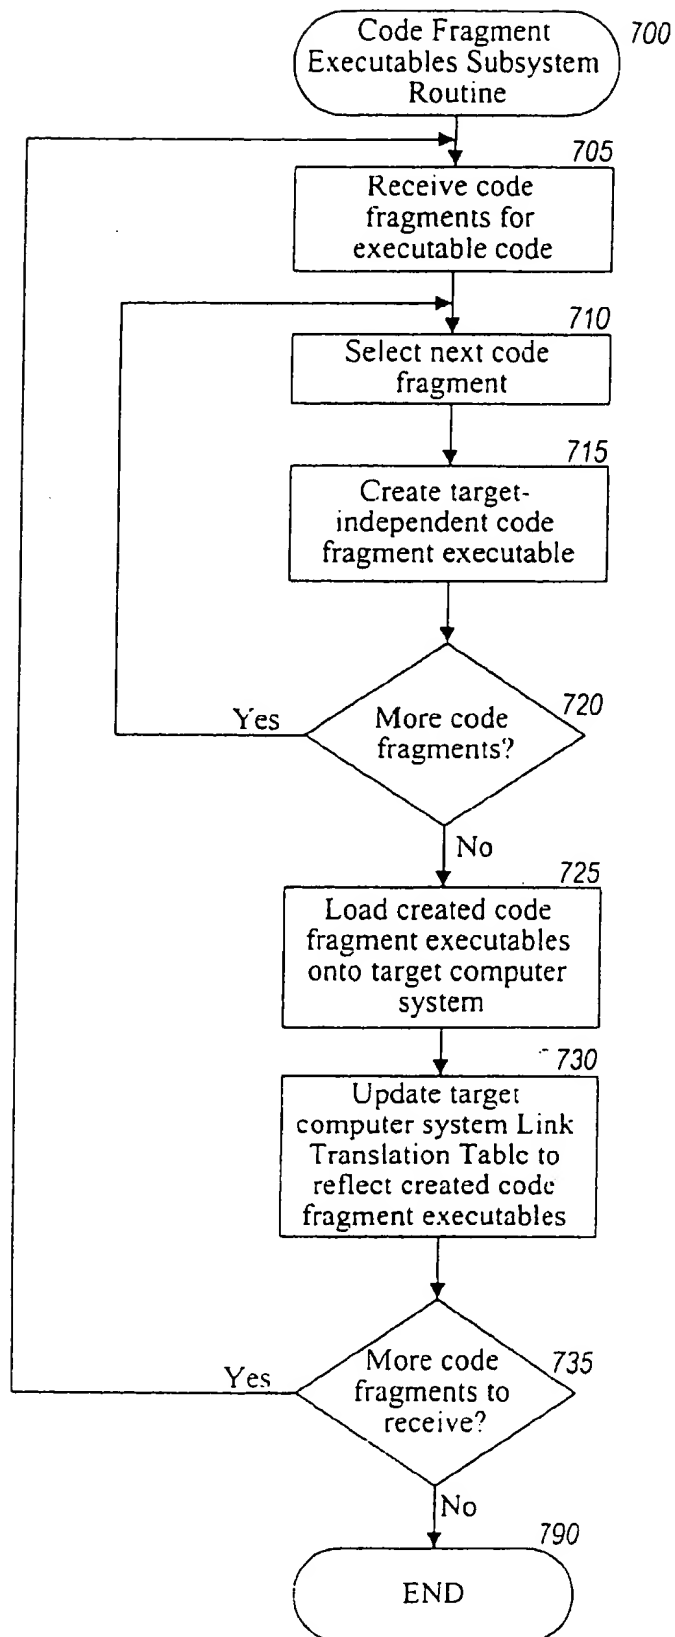 Code Fragment
Executables Subsystem
Routine
700
705
Receive code
fragments for
executable code
710
Select next code
fragment
715
Create target-
independent code
fragment executable
720
More code
fragments?
Yes
No
725
Load created code
fragment executables
onto target computer
system
730
Update target
computer system Link
Translation Table to
reflect created code
fragment executables
735
More code
fragments to
receive?
Yes
No
790
END